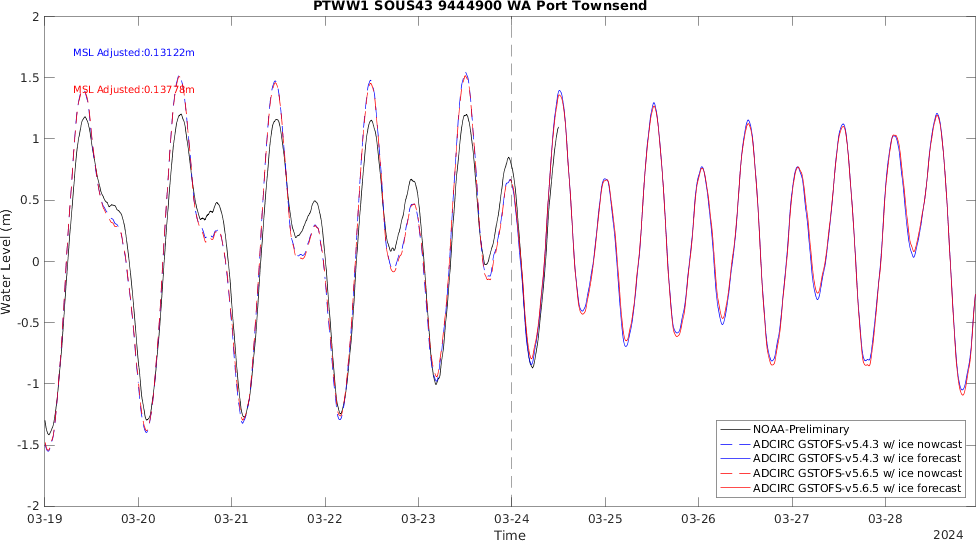 PTWW1 SOUS43 9444900 WA Port Townsend
MSL Adjusted:0.13122m
MSL Adjusted:0.13778m
Water Level (m)
2
1.5
1
0.5
0
-0.5
-1
-1.5
-2
NOAA-Preliminary
ADCIRC GSTOFS-v5.4.3 w/ ice nowcast
ADCIRC GSTOFS-v5.4.3 w/ ice forecast
ADCIRC GSTOFS-v5.6.5 w/ ice nowcast
ADCIRC GSTOFS-v5.6.5 w/ ice forecast
03-19 03-20 03-21 03-22 03-23 03-24 03-25 03-26 03-27 03-28
Time
2024